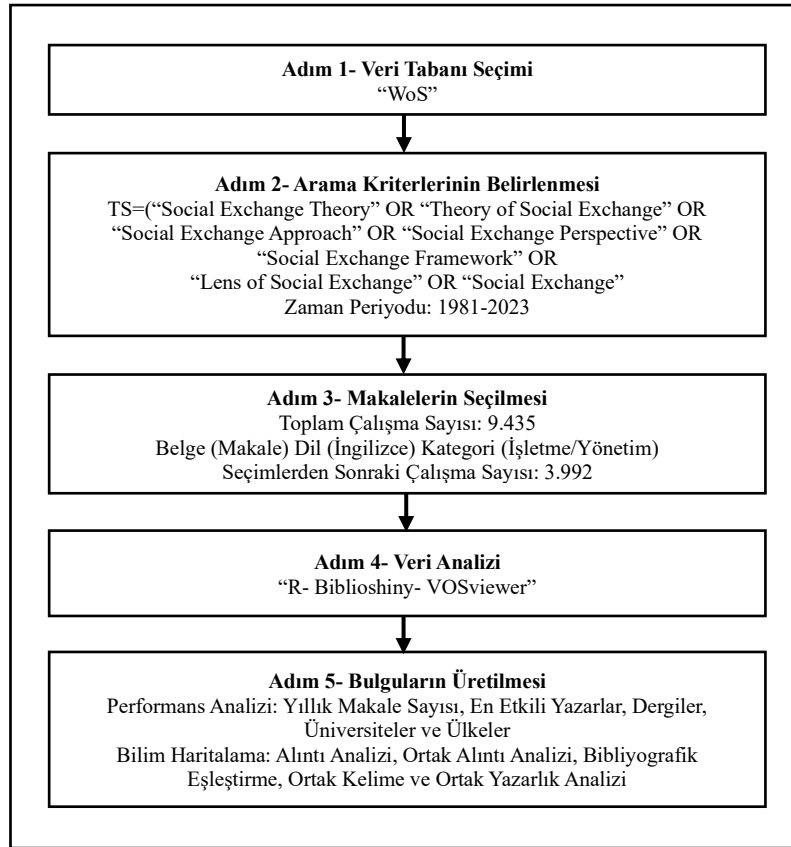 Adım 1- Veri Tabanı Seçimi
“WoS”
Adım 2- Arama Kriterlerinin Belirlenmesi
TS=(“Social Exchange Theory” OR “Theory of Social Exchange” OR
“Social Exchange Approach” OR “Social Exchange Perspective” OR
“Social Exchange Framework” OR
“Lens of Social Exchange” OR “Social Exchange”
Zaman Periyodu: 1981-2023
Adım 3- Makalelerin Seçilmesi
Toplam Çalışma Sayısı: 9.435
Belge (Makale) Dil (İngilizce) Kategori (İşletme/Yönetim)
Seçimlerden Sonraki Çalışma Sayısı: 3.992
Adım 4- Veri Analizi
“R- Biblioshiny- VOSviewer”
Adım 5- Bulguların Üretilmesi
Performans Analizi: Yıllık Makale Sayısı, En Etkili Yazarlar, Dergiler,
Üniversiteler ve Ülkeler
Bilim Haritalama: Alıntı Analizi, Ortak Alıntı Analizi, Bibliyografik
Eşleştirme, Ortak Kelime ve Ortak Yazarlık Analizi